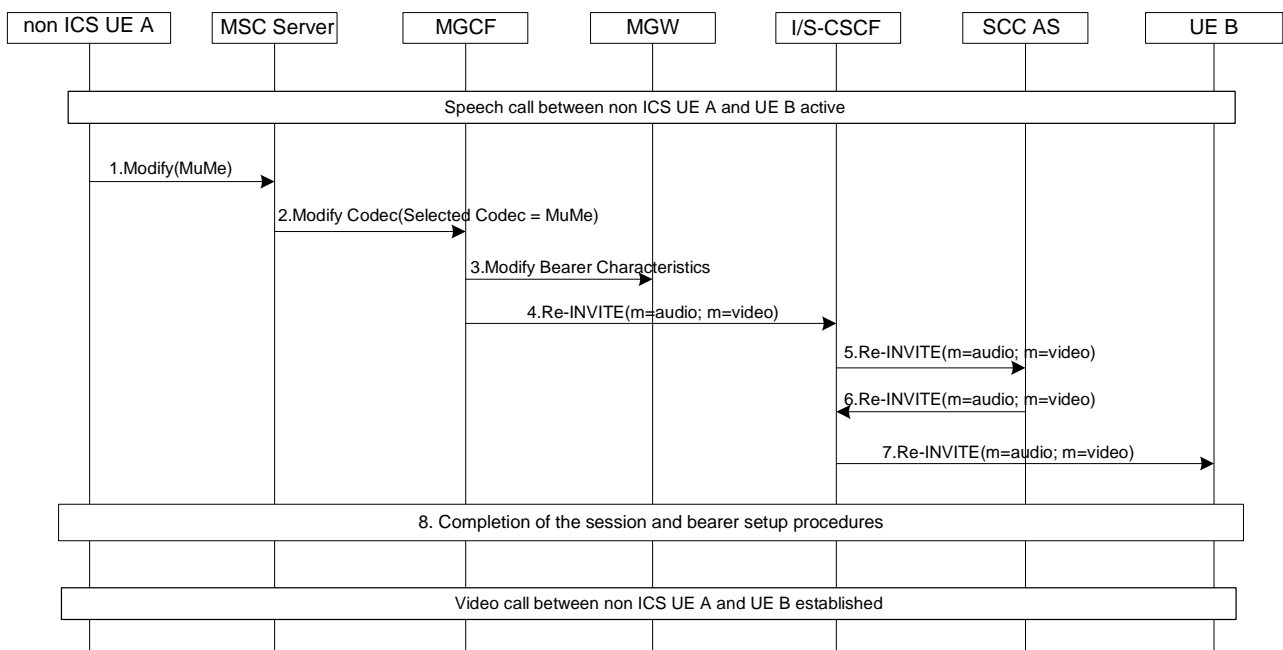 non ICS UE A
MSC Server
MGCF
MGW
I/S-CSCF
SCC AS
UE B
Speech call between non ICS UE A and UE B active
1.Modify(MuMe)
2.Modify Codec(Selected Codec = MuMe)
3.Modify Bearer Characteristics
4.Re-INVITE(m=audio; m=video)
5.Re-INVITE(m=audio; m=video)
6.Re-INVITE(m=audio; m=video)
7.Re-INVITE(m=audio; m=video)
8. Completion of the session and bearer setup procedures
Video call between non ICS UE A and UE B established